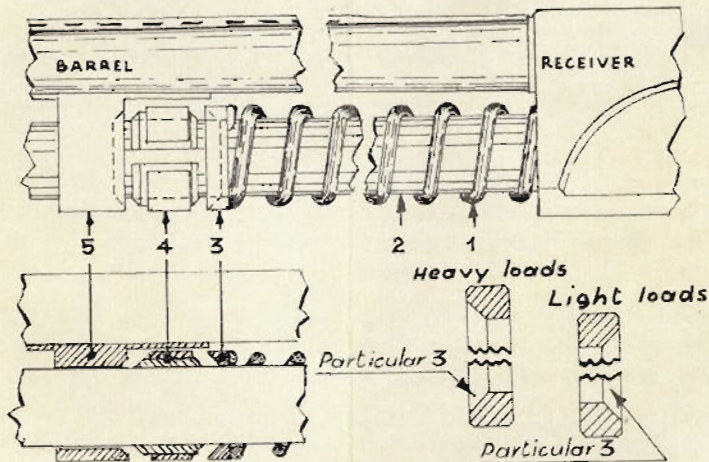 BARREL
RECEIVER
5 4 3 2 1
Heavy loads
Light loads
Particular 3
Particular 3